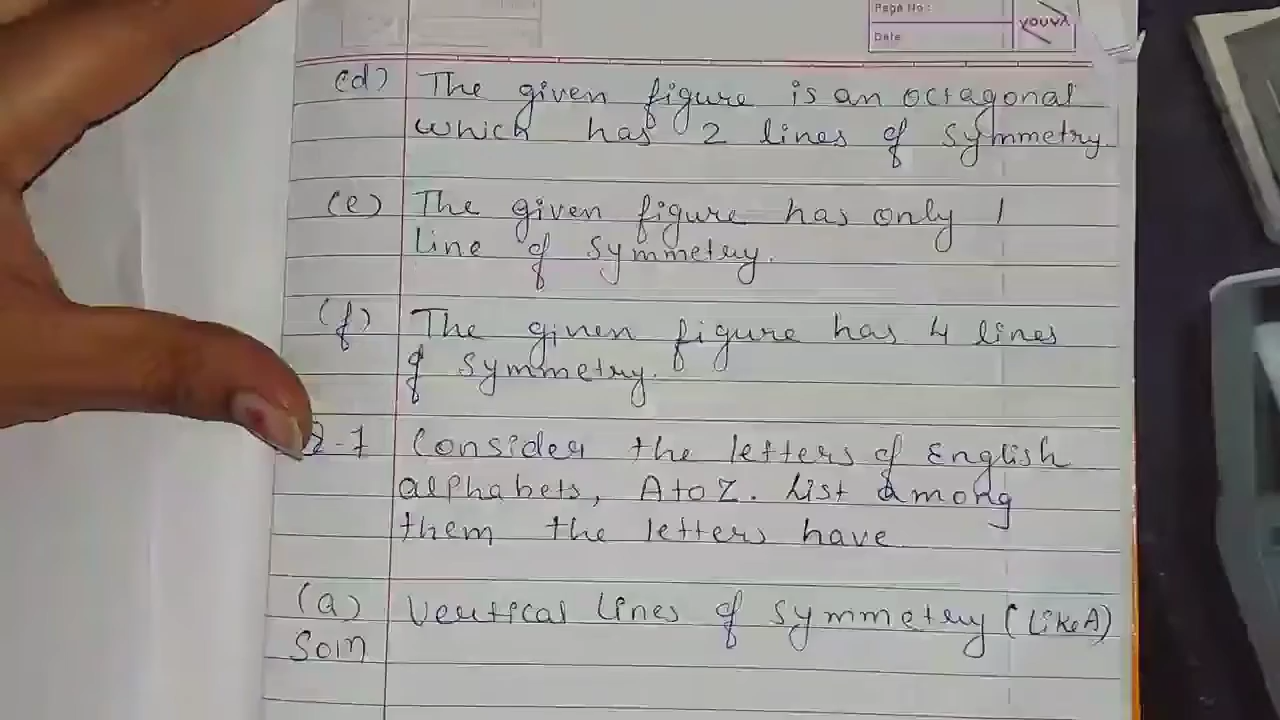 Page No:
Date
YOUVA
(d) The given figure is an octagonal
which has 2 lines of symmetry.
(e) The given figure has only 1
line of symmetry.
(f) The given figure has 4 lines
of symmetry.
Q-7 Consider the letters of English
alphabets, A to Z. List among
them the letters have
(a) Vertical lines of symmetry (like A)
Soln